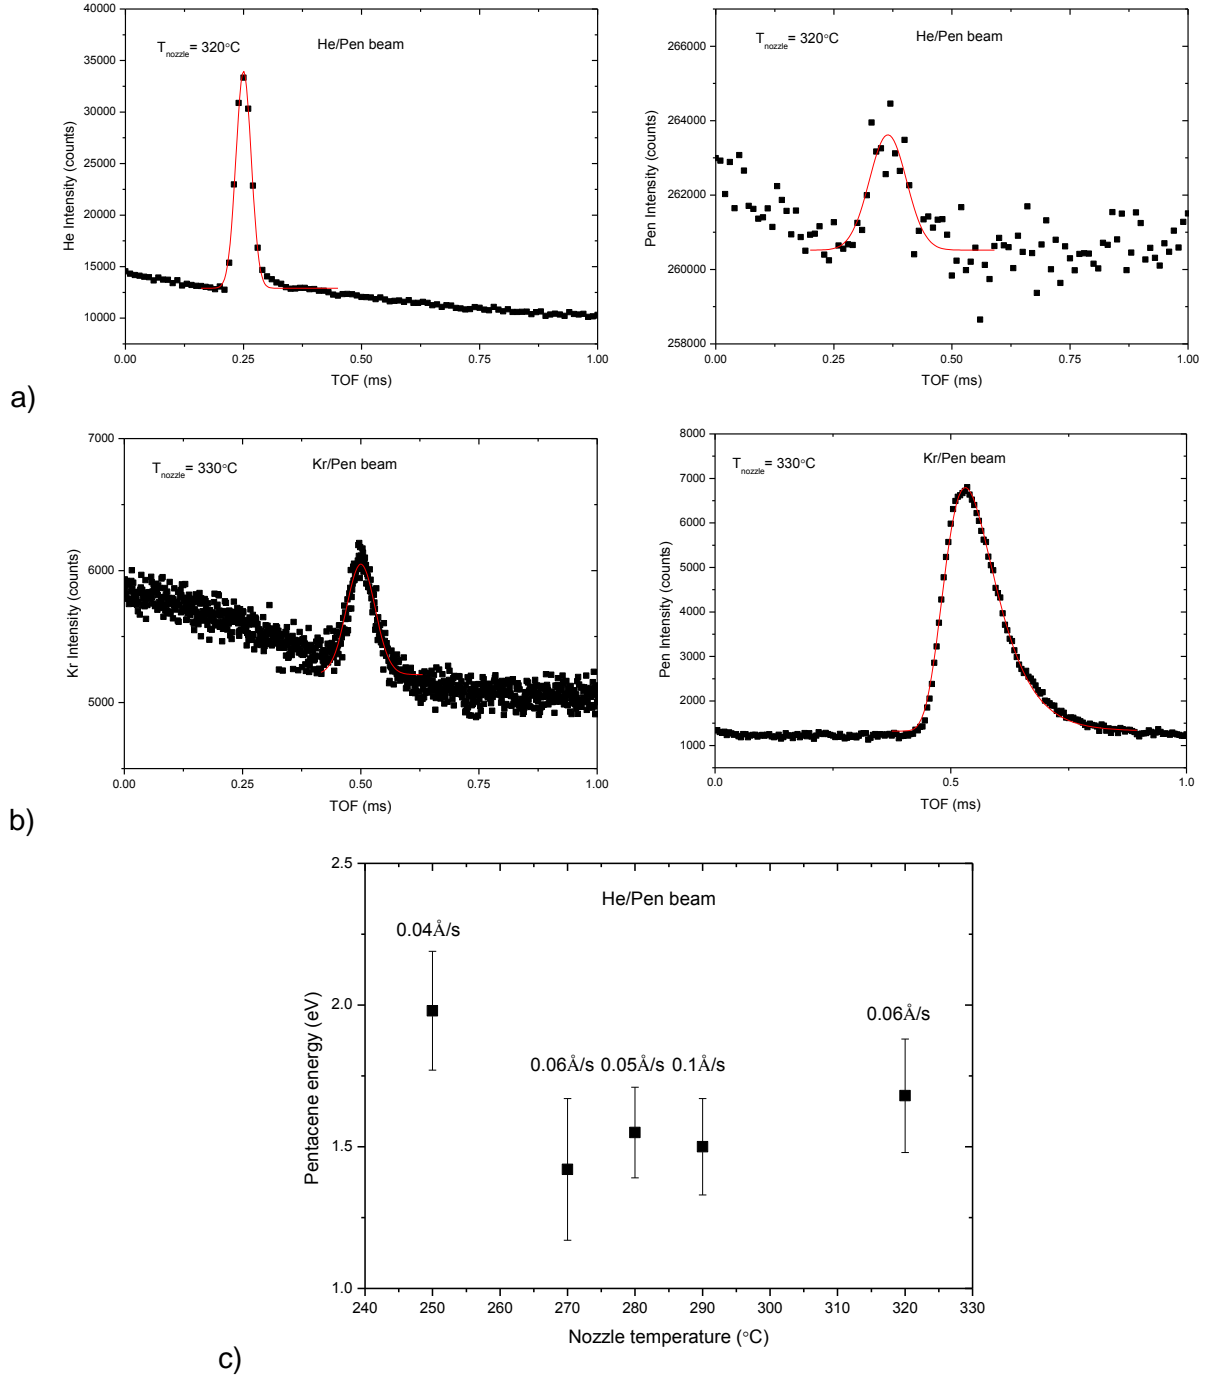 T_nozzle= 320°C
He/Pen beam
40000
35000
30000
25000
20000
15000
10000
He Intensity (counts)
0.00 0.25 0.50 0.75 1.00
TOF (ms)
T_nozzle= 320°C
He/Pen beam
266000
264000
262000
260000
258000
Pen Intensity (counts)
0.00 0.25 0.50 0.75 1.00
TOF (ms)
a)
T_nozzle= 330°C
Kr/Pen beam
7000
6000
5000
Kr Intensity (counts)
0.00 0.25 0.50 0.75 1.00
TOF (ms)
T_nozzle= 330°C
Kr/Pen beam
8000
7000
6000
5000
4000
3000
2000
1000
Pen Intensity (counts)
0.0 0.5 1.0
TOF (ms)
b)
He/Pen beam
2.5
2.0
1.5
1.0
Pentacene energy (eV)
0.04Å/s
0.06Å/s 0.05Å/s 0.1Å/s
0.06Å/s
240 250 260 270 280 290 300 310 320 330
Nozzle temperature (°C)
c)